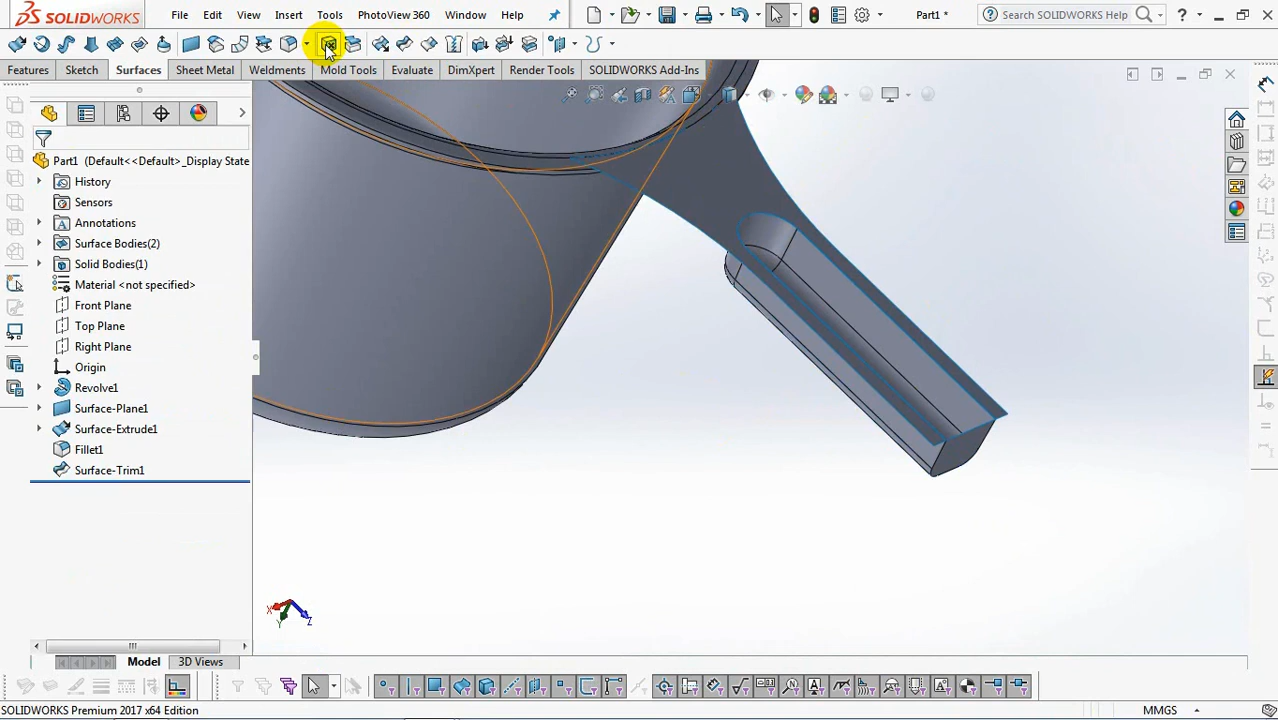 SOLIDWORKS File Edit View Insert Tools PhotoView 360 Window Help Part1 * Search SOLIDWORKS Help ?
Features Sketch Surfaces Sheet Metal Weldments Mold Tools Evaluate DimXpert Render Tools SOLIDWORKS Add-Ins
Part1 (Default<<Default>_Display State
History
Sensors
Annotations
Surface Bodies(2)
Solid Bodies(1)
Material <not specified>
Front Plane
Top Plane
Right Plane
Origin
Revolve1
Surface-Plane1
Surface-Extrude1
Fillet1
Surface-Trim1
X Y Z
Model 3D Views
SOLIDWORKS Premium 2017 x64 Edition MMGS